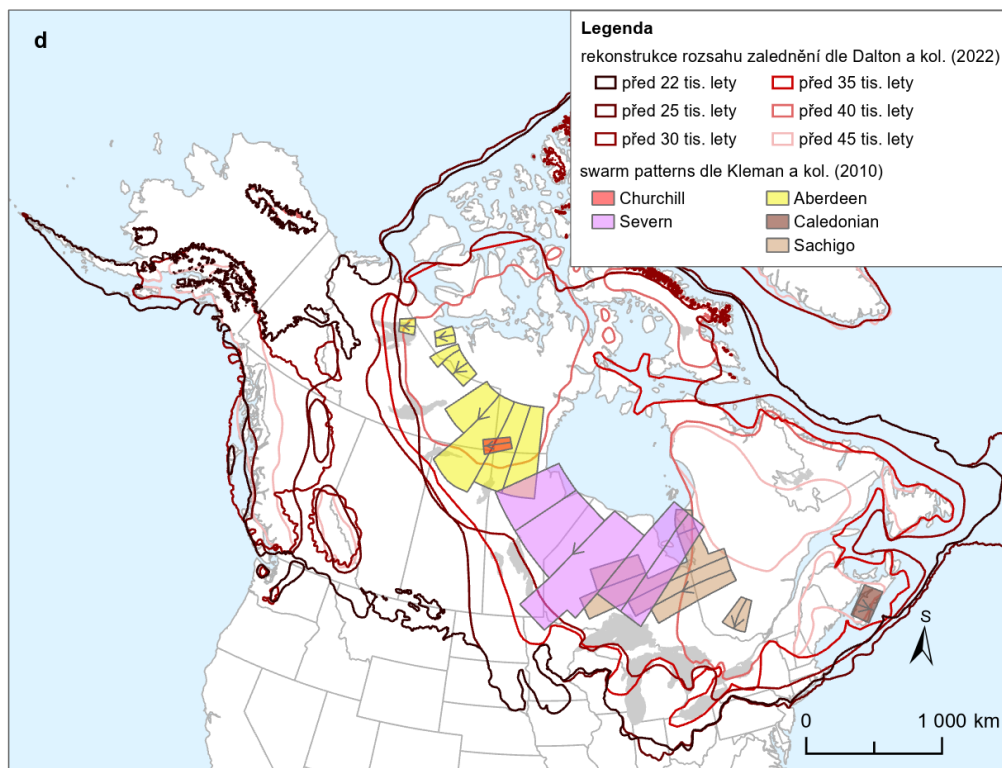 d
Legenda
rekonstrukce rozsahu zalednění dle Dalton a kol. (2022)
před 22 tis. lety
před 35 tis. lety
před 25 tis. lety
před 40 tis. lety
před 30 tis. lety
před 45 tis. lety
swarm patterns dle Kleman a kol. (2010)
Churchill
Aberdeen
Severn
Caledonian
Sachigo
S
0
1 000 km